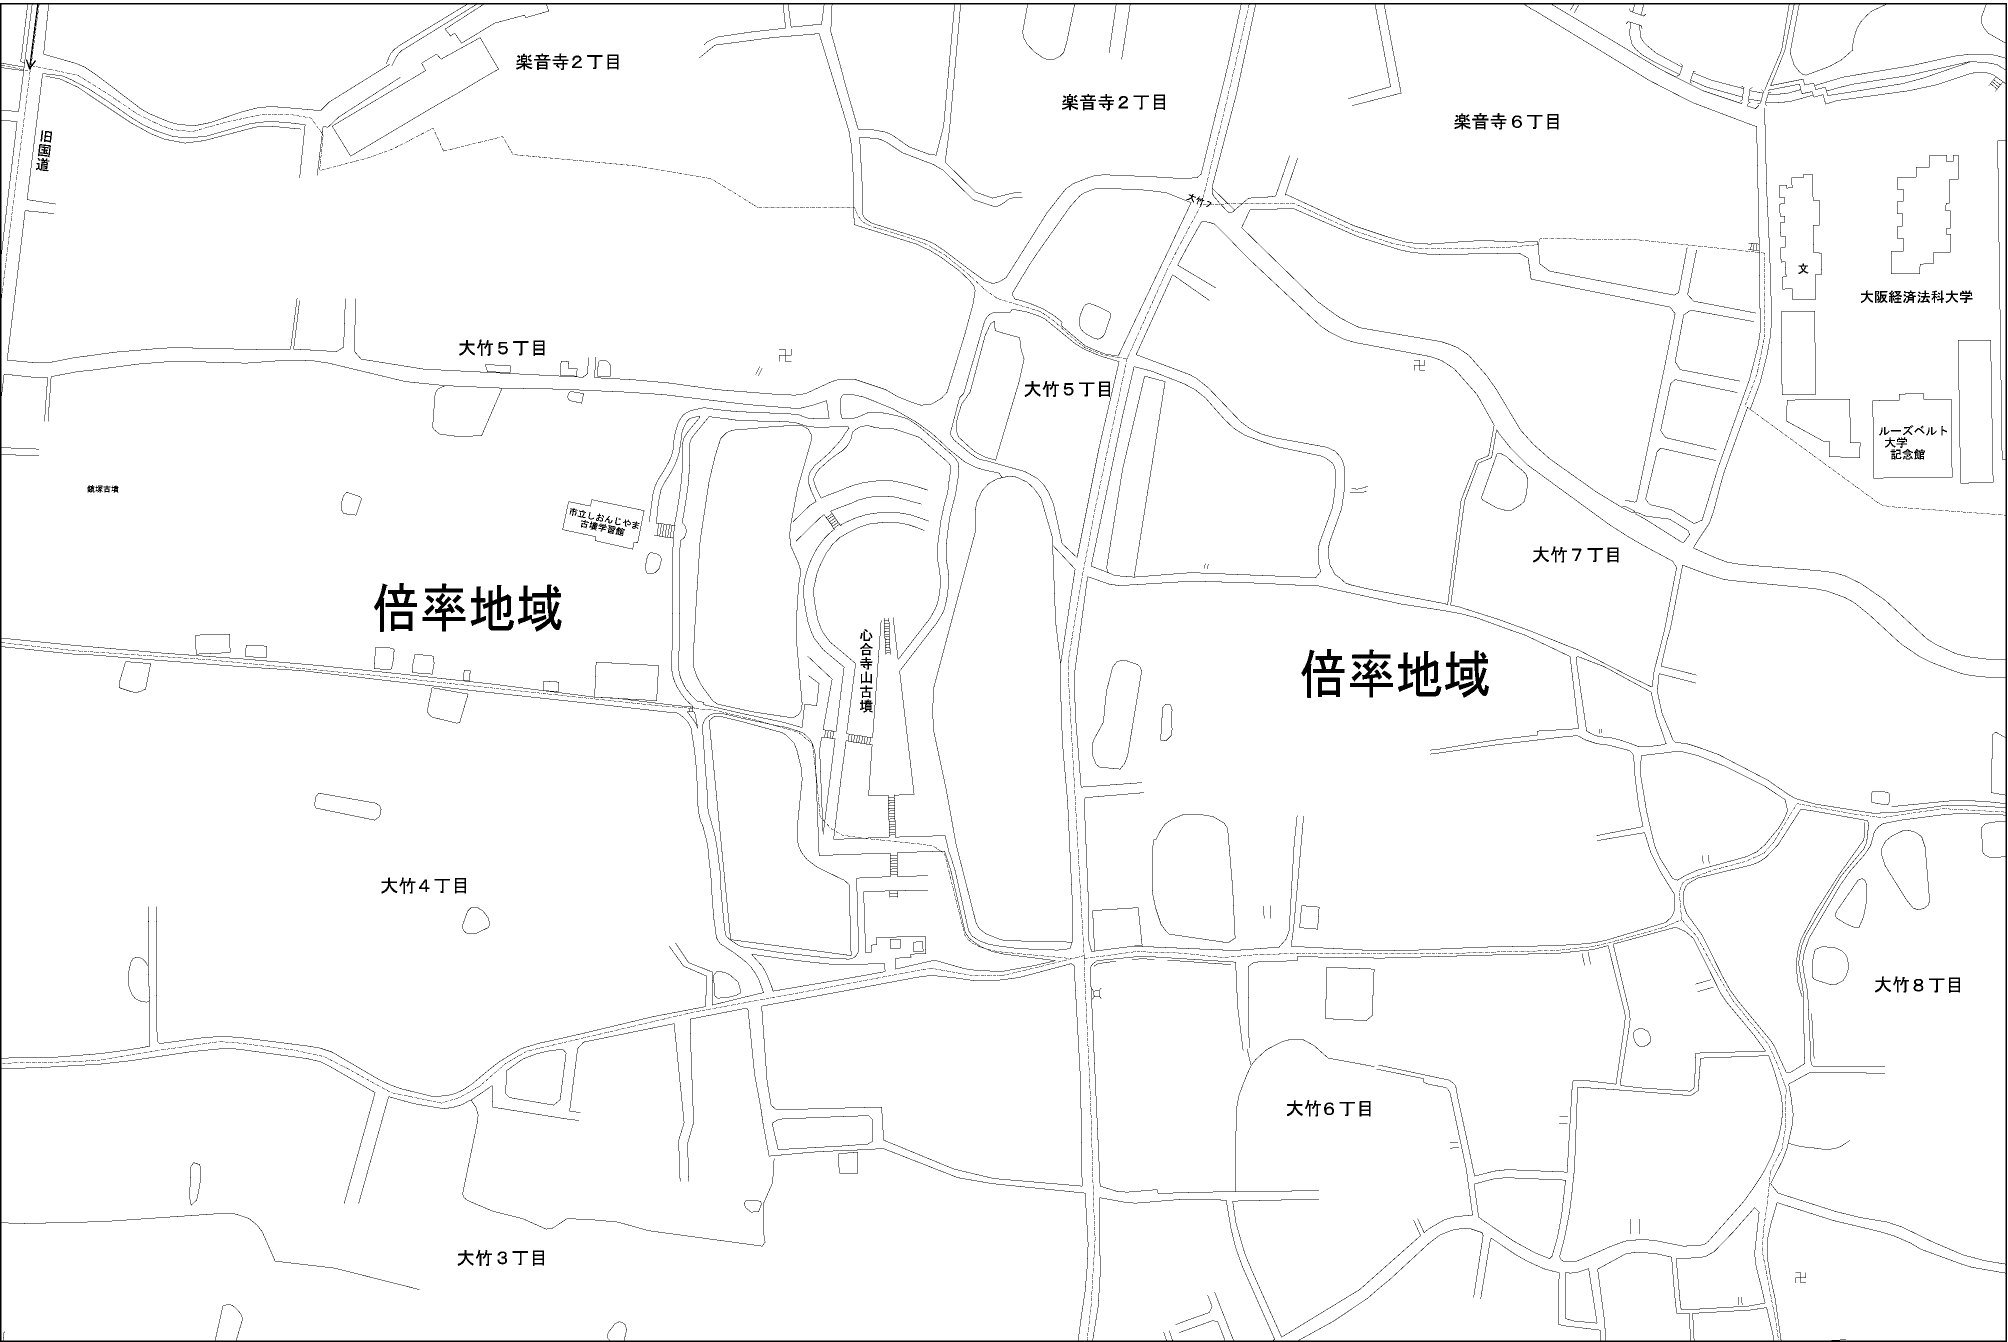 楽音寺２丁目
楽音寺２丁目
楽音寺６丁目
旧国道
大竹７
文
大阪経済法科大学
大竹５丁目
大竹５丁目
ルーズベルト
大学
記念館
鏡塚古墳
市立しおんじやま
古墳学習館
大竹７丁目
倍率地域
心合寺山古墳
倍率地域
大竹４丁目
大竹８丁目
大竹６丁目
大竹３丁目